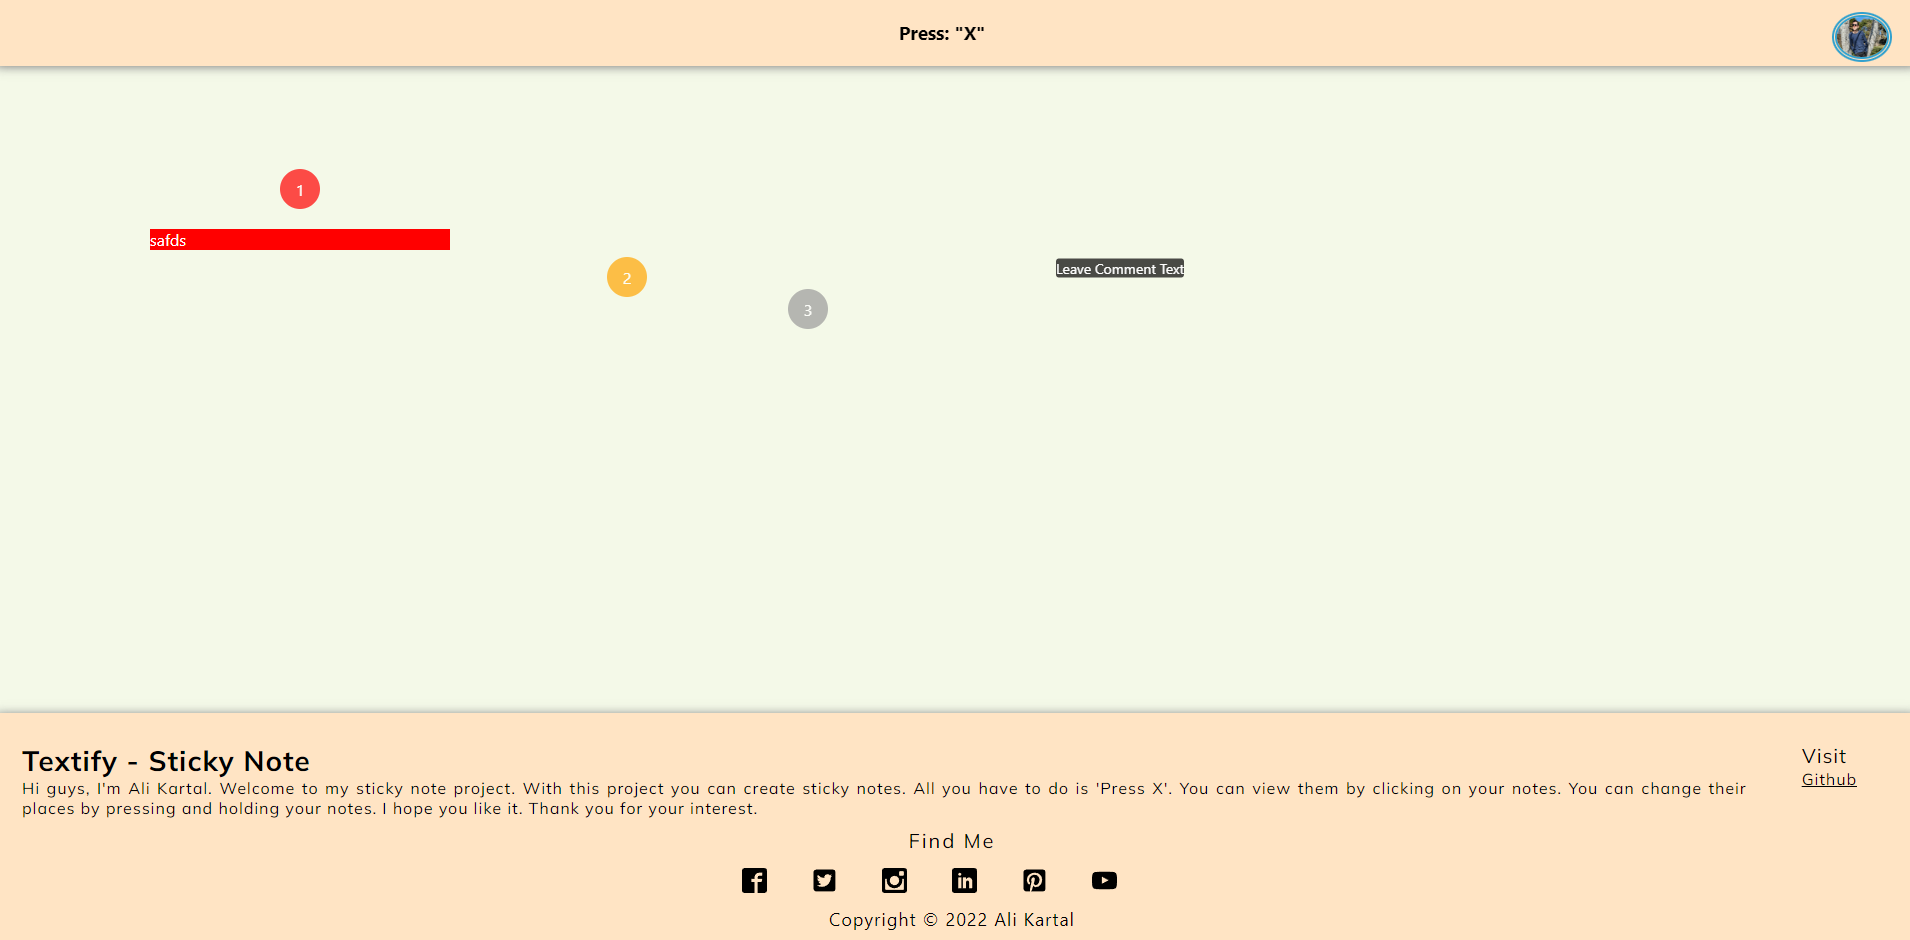 Press: "X"
1
safds
2
Leave Comment Text
3
Textify - Sticky Note
Visit
Github
Hi guys, I'm Ali Kartal. Welcome to my sticky note project. With this project you can create sticky notes. All you have to do is 'Press X'. You can view them by clicking on your notes. You can change their
places by pressing and holding your notes. I hope you like it. Thank you for your interest.
Find Me
Copyright © 2022 Ali Kartal